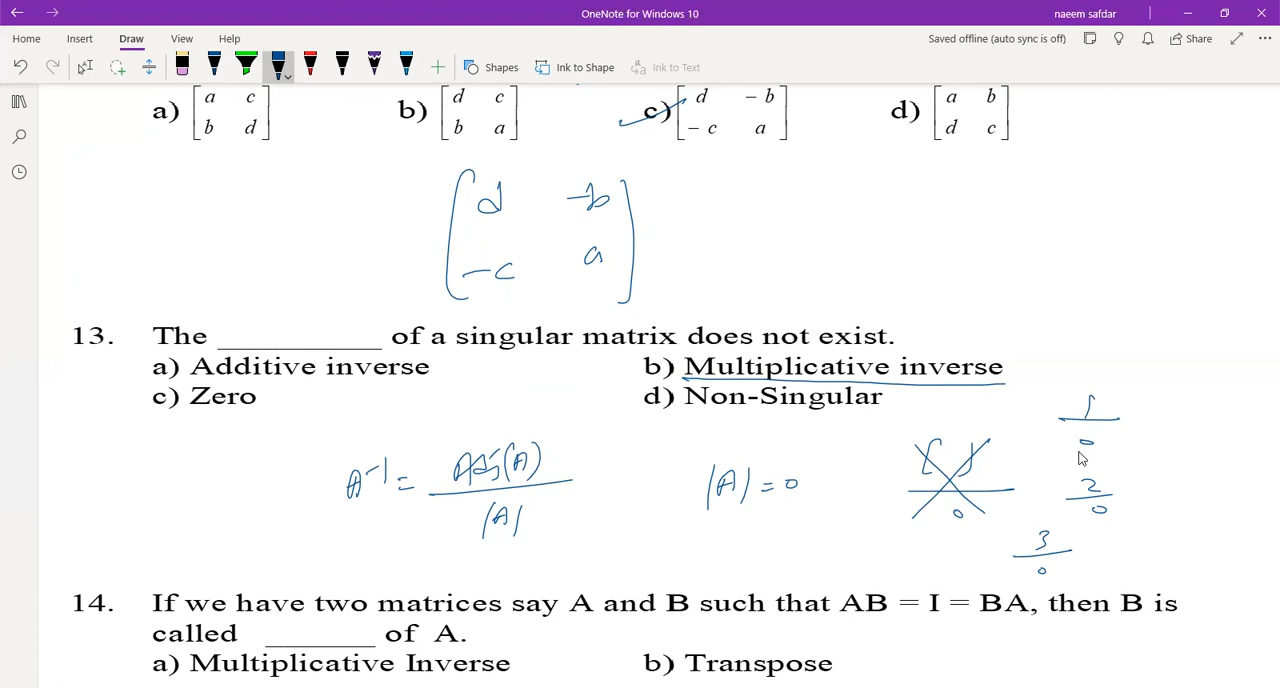 OneNote for Windows 10
naeem safdar
Home Insert Draw View Help
Saved offline (auto sync is off) Share
Shapes Ink to Shape Ink to Text
a) [a c b) [d c c) [d -b d) [a b
b d] b a] -c a] d c]
d -b
-c a
13. The ____________ of a singular matrix does not exist.
a) Additive inverse b) Multiplicative inverse
c) Zero d) Non-Singular
A⁻¹ = Adj(A) / |A|
|A| = 0
[ ] / 0
1 / 0
2 / 0
3 / 0
14. If we have two matrices say A and B such that AB = I = BA, then B is
called ________ of A.
a) Multiplicative Inverse b) Transpose